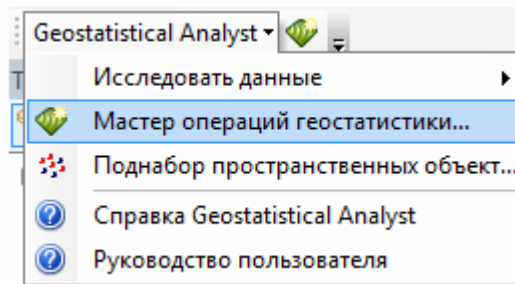 Geostatistical Analyst
Исследовать данные
Мастер операций геостатистики...
Поднабор пространственных объект...
Справка Geostatistical Analyst
Руководство пользователя